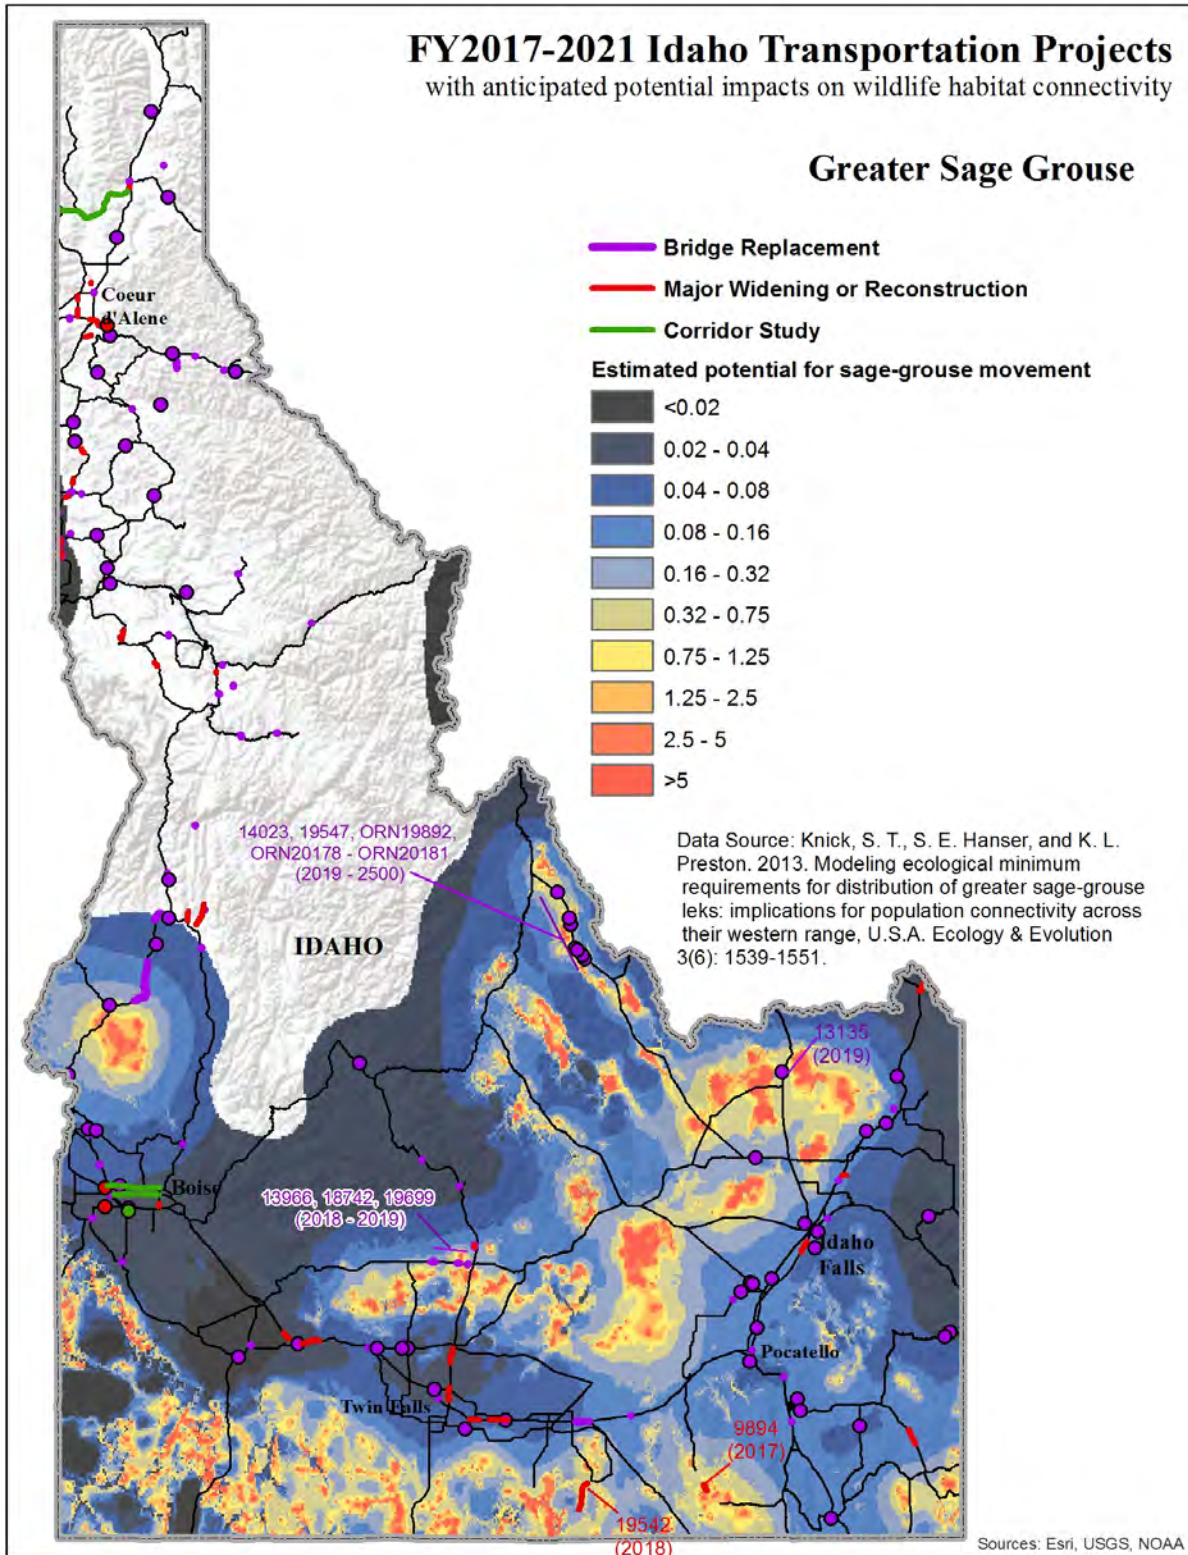 FY2017-2021 Idaho Transportation Projects
with anticipated potential impacts on wildlife habitat connectivity
Greater Sage Grouse
Bridge Replacement
Major Widening or Reconstruction
Corridor Study
Estimated potential for sage-grouse movement
<0.02
0.02 - 0.04
0.04 - 0.08
0.08 - 0.16
0.16 - 0.32
0.32 - 0.75
0.75 - 1.25
1.25 - 2.5
2.5 - 5
>5
Data Source: Knick, S. T., S. E. Hanser, and K. L.
Preston. 2013. Modeling ecological minimum
requirements for distribution of greater sage-grouse
leks: implications for population connectivity across
their western range, U.S.A. Ecology & Evolution
3(6): 1539-1551.
Coeur
d'Alene
14023, 19547, ORN19892,
ORN20178 - ORN20181
(2019 - 2500)
IDAHO
13135
(2019)
Boise
13966, 18742, 19699
(2018 - 2019)
Idaho
Falls
Pocatello
Twin Falls
9894
(2017)
19542
(2018)
Sources: Esri, USGS, NOAA